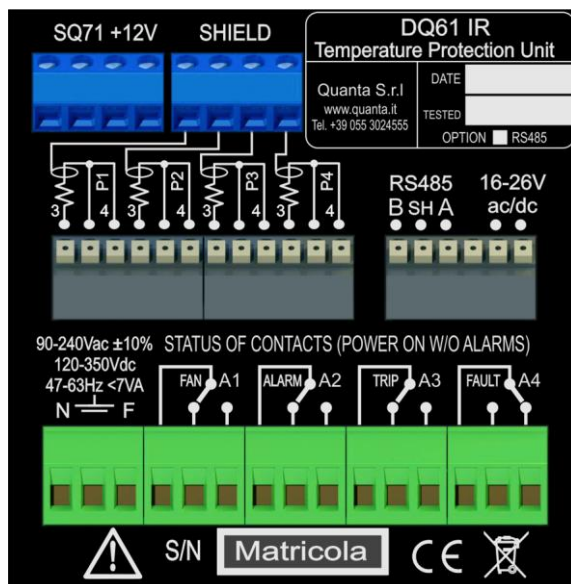 SQ71 +12V SHIELD
DQ61 IR
Temperature Protection Unit
Quanta S.r.l
www.quanta.it
Tel. +39 055 3024555
DATE
TESTED
OPTION RS485
P1 P2 P3 P4
3 4 3 4 3 4 3 4
RS485
B SH A
16-26V
ac/dc
90-240Vac ±10%
120-350Vdc
47-63Hz <7VA
N F
STATUS OF CONTACTS (POWER ON W/O ALARMS)
FAN A1 ALARM A2 TRIP A3 FAULT A4
S/N Matricola CE